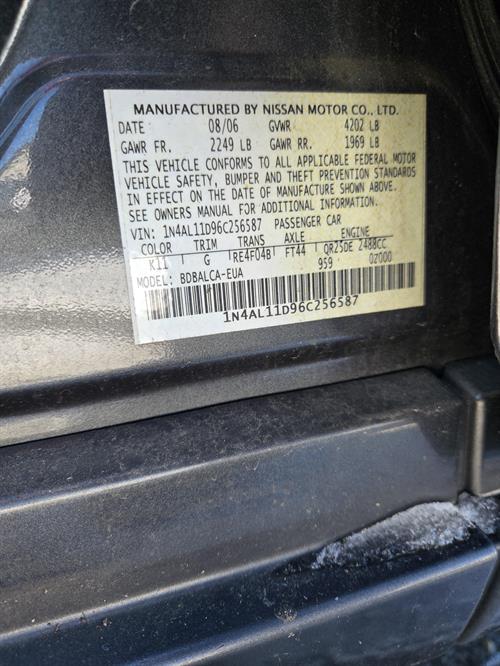 MANUFACTURED BY NISSAN MOTOR CO., LTD.
DATE 08/06 GVWR 4202 LB
GAWR FR. 2249 LB GAWR RR. 1969 LB
THIS VEHICLE CONFORMS TO ALL APPLICABLE FEDERAL MOTOR
VEHICLE SAFETY, BUMPER AND THEFT PREVENTION STANDARDS
IN EFFECT ON THE DATE OF MANUFACTURE SHOWN ABOVE.
SEE OWNERS MANUAL FOR ADDITIONAL INFORMATION.
VIN: 1N4AL11D96C256587 PASSENGER CAR
COLOR TRIM TRANS AXLE ENGINE
K11 G RE4F04B FT44 QR25DE 2488CC
MODEL: BDBALCA-EUA 959 0Z000
1N4AL11D96C256587